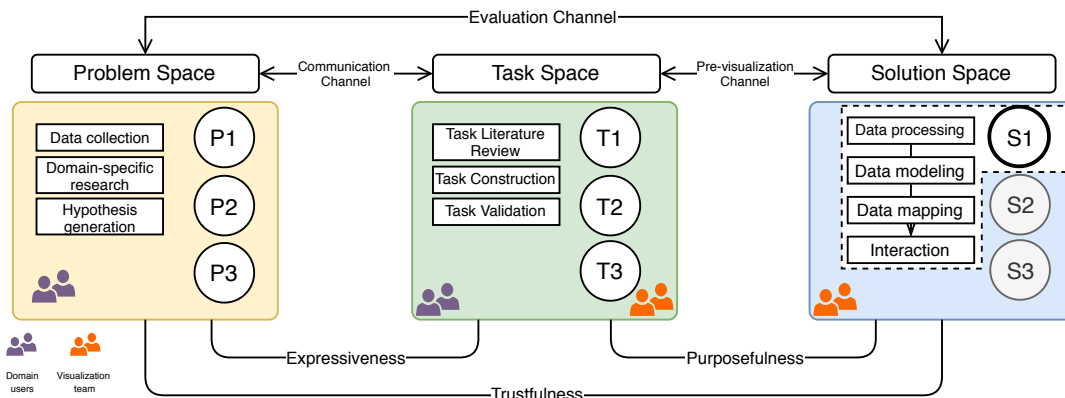 Evaluation Channel
Problem Space
Communication
Channel
Task Space
Pre-visualization
Channel
Solution Space
Data collection
Domain-specific
research
Hypothesis
generation
P1
P2
P3
Task Literature
Review
Task Construction
Task Validation
T1
T2
T3
Data processing
Data modeling
Data mapping
Interaction
S1
S2
S3
Domain
users
Visualization
team
Expressiveness
Purposefulness
Trustfulness